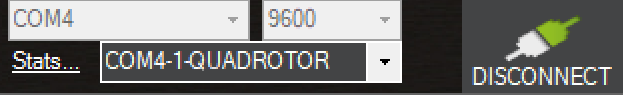 COM4 9600
Stats... COM4-1-QUADROTOR
DISCONNECT